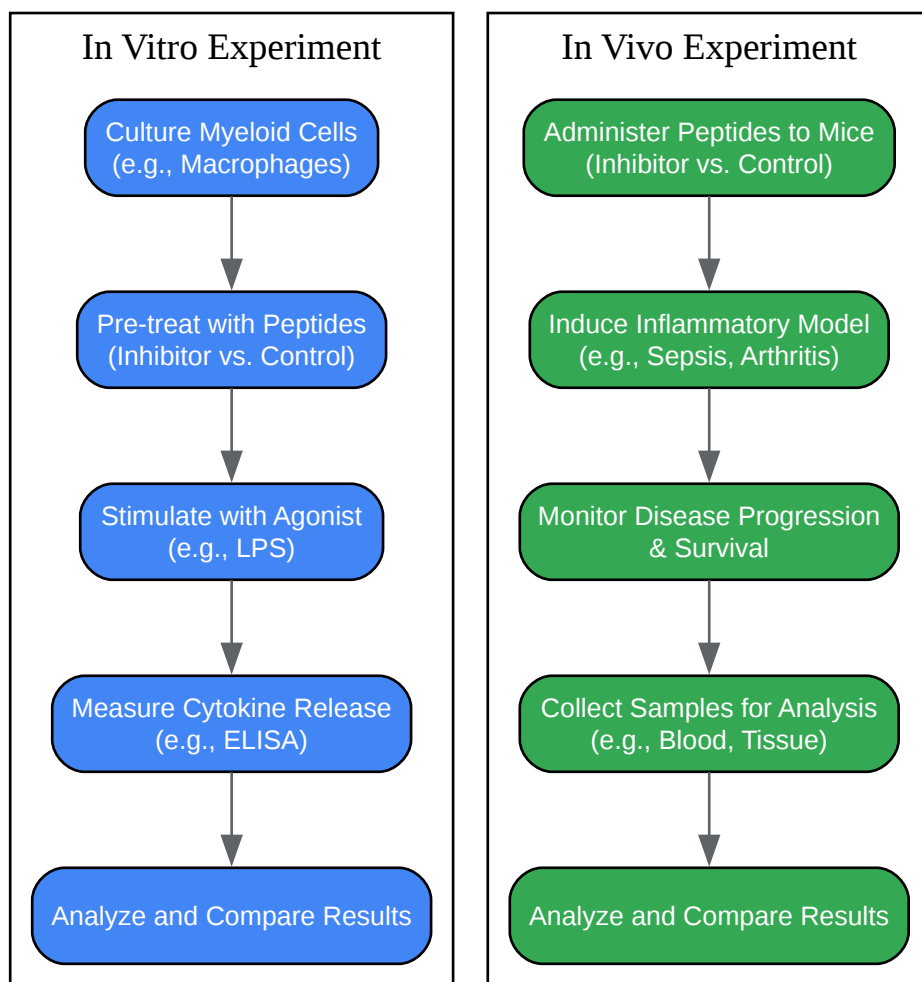 In Vitro Experiment
Culture Myeloid Cells
(e.g., Macrophages)
Pre-treat with Peptides
(Inhibitor vs. Control)
Stimulate with Agonist
(e.g., LPS)
Measure Cytokine Release
(e.g., ELISA)
Analyze and Compare Results
In Vivo Experiment
Administer Peptides to Mice
(Inhibitor vs. Control)
Induce Inflammatory Model
(e.g., Sepsis, Arthritis)
Monitor Disease Progression
& Survival
Collect Samples for Analysis
(e.g., Blood, Tissue)
Analyze and Compare Results